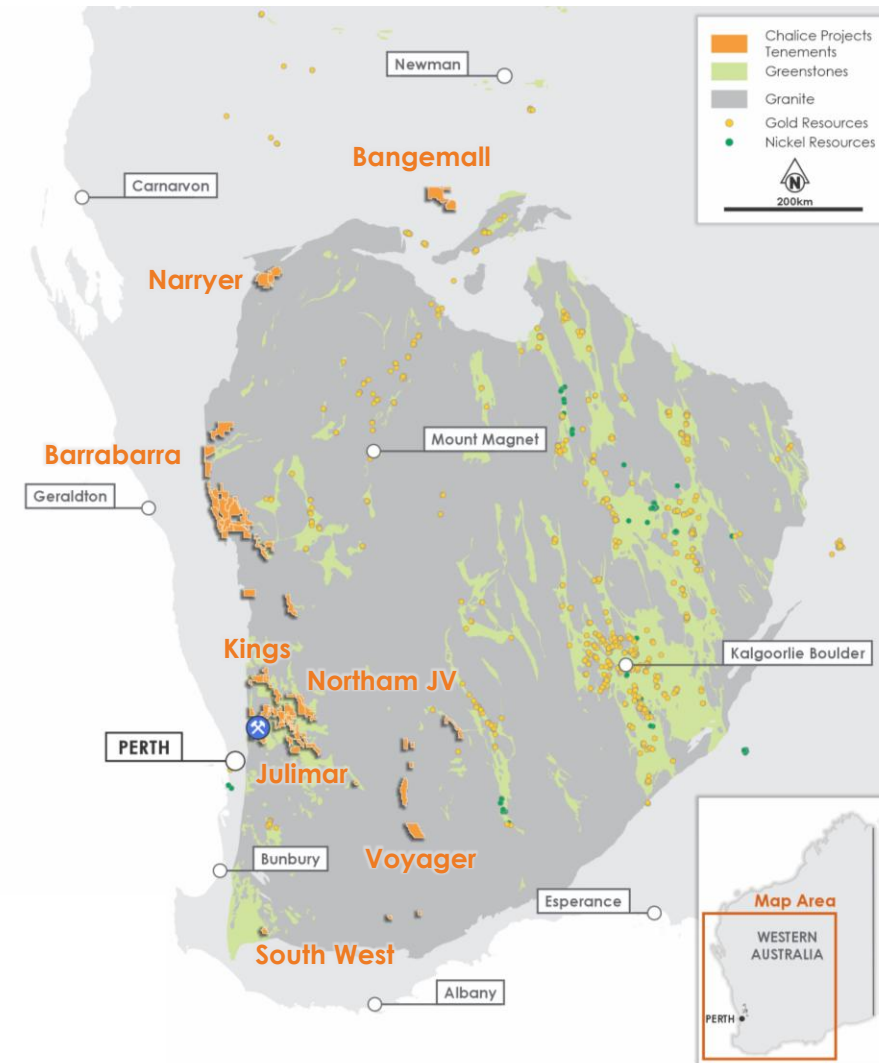 Chalice Projects
Tenements
Greenstones
Granite
Gold Resources
Nickel Resources
N
200km
Newman
Bangemall
Carnarvon
Narryer
Mount Magnet
Barrabarra
Geraldton
Kings
Northam JV
Kalgoorlie Boulder
PERTH
Julimar
Voyager
Bunbury
Esperance
South West
Albany
Map Area
WESTERN
AUSTRALIA
PERTH